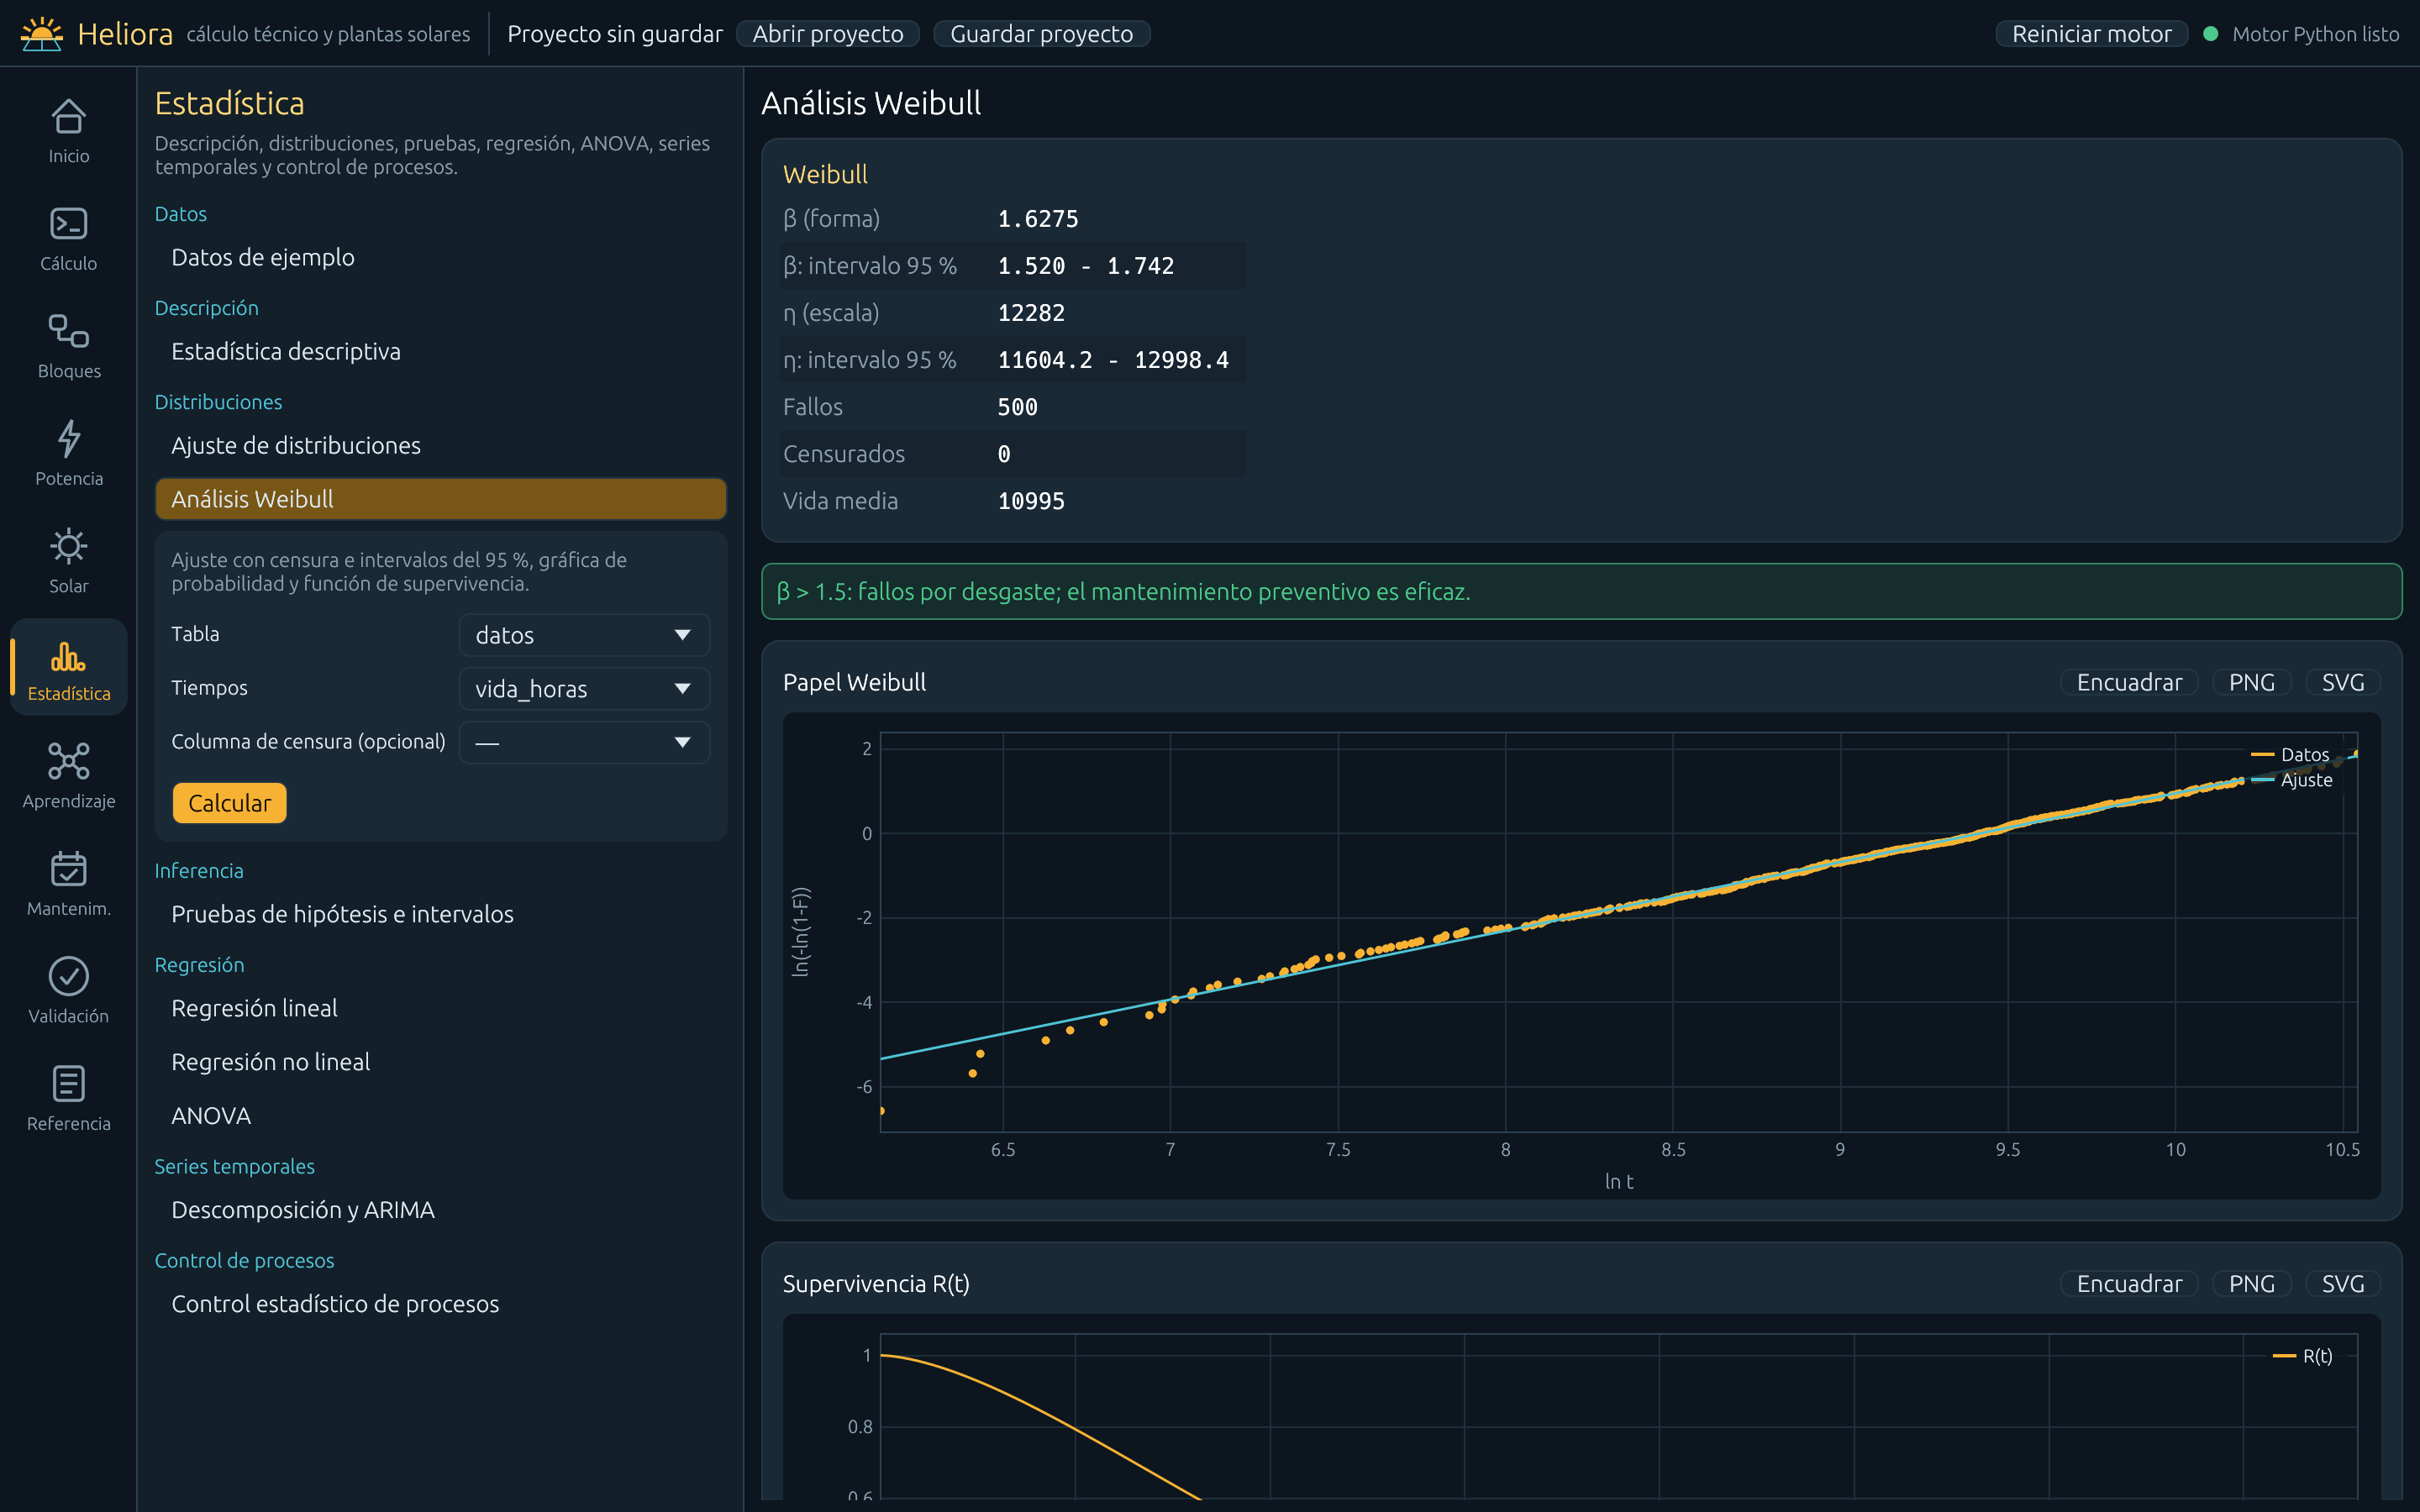 Heliora cálculo técnico y plantas solares Proyecto sin guardar Abrir proyecto Guardar proyecto Reiniciar motor Motor Python listo
Inicio
Cálculo
Bloques
Potencia
Solar
Estadística
Aprendizaje
Mantenim.
Validación
Referencia
Estadística
Descripción, distribuciones, pruebas, regresión, ANOVA, series
temporales y control de procesos.
Datos
Datos de ejemplo
Descripción
Estadística descriptiva
Distribuciones
Ajuste de distribuciones
Análisis Weibull
Ajuste con censura e intervalos del 95 %, gráfica de
probabilidad y función de supervivencia.
Tabla datos
Tiempos vida_horas
Columna de censura (opcional) —
Calcular
Inferencia
Pruebas de hipótesis e intervalos
Regresión
Regresión lineal
Regresión no lineal
ANOVA
Series temporales
Descomposición y ARIMA
Control de procesos
Control estadístico de procesos
Análisis Weibull
Weibull
β (forma) 1.6275
β: intervalo 95 % 1.520 - 1.742
η (escala) 12282
η: intervalo 95 % 11604.2 - 12998.4
Fallos 500
Censurados 0
Vida media 10995
β > 1.5: fallos por desgaste; el mantenimiento preventivo es eficaz.
Papel Weibull Encuadrar PNG SVG
Datos
Ajuste
2
0
-2
-4
-6
ln(-ln(1-F))
6.5 7 7.5 8 8.5 9 9.5 10 10.5
ln t
Supervivencia R(t) Encuadrar PNG SVG
R(t)
1
0.8
0.6